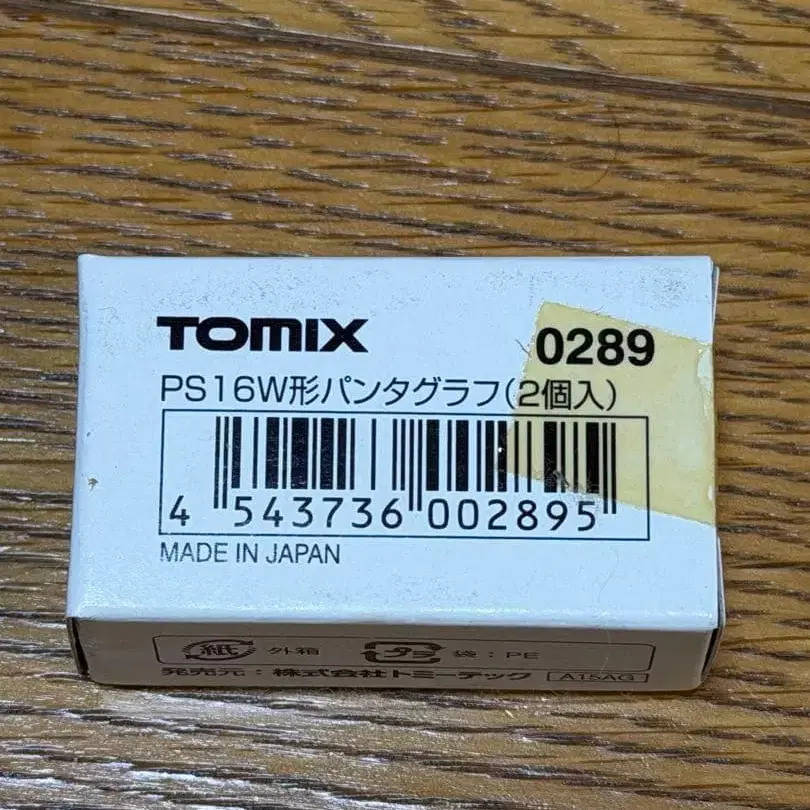 TOMIX 0289
PS16W形パンタグラフ(2個入)
4 543736 002895
MADE IN JAPAN
紙 外箱 プラ 袋:PE
発売元:株式会社トミーテック A15AG